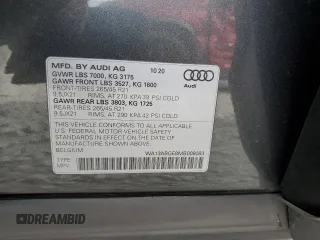 MFD. BY AUDI AG 10 20
GVWR LBS 7000, KG 3175
GAWR FRONT LBS 3527, KG 1600
FRONT-TIRES 265/45 R21
9.5JX21 RIMS, AT 270 KPA/39 PSI COLD
GAWR REAR LBS 3803, KG 1725
REAR-TIRES 265/45 R21
9.5JX21 RIMS, AT 290 KPA/42 PSI COLD
THIS VEHICLE CONFORMS TO ALL APPLICABLE
U.S. FEDERAL MOTOR VEHICLE SAFETY
STANDARDS IN EFFECT ON THE DATE OF
MANUFACTURE SHOWN ABOVE.
BELGIUM
TYPE:
MPV
DREAMBID